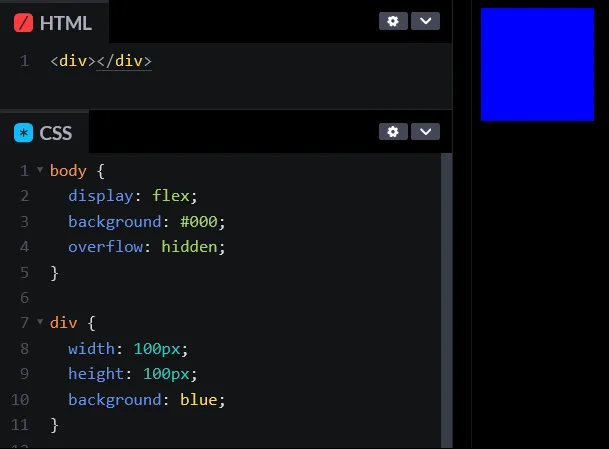 HTML
1 <div></div>
CSS
1 body {
2 display: flex;
3 background: #000;
4 overflow: hidden;
5 }
6
7 div {
8 width: 100px;
9 height: 100px;
10 background: blue;
11 }